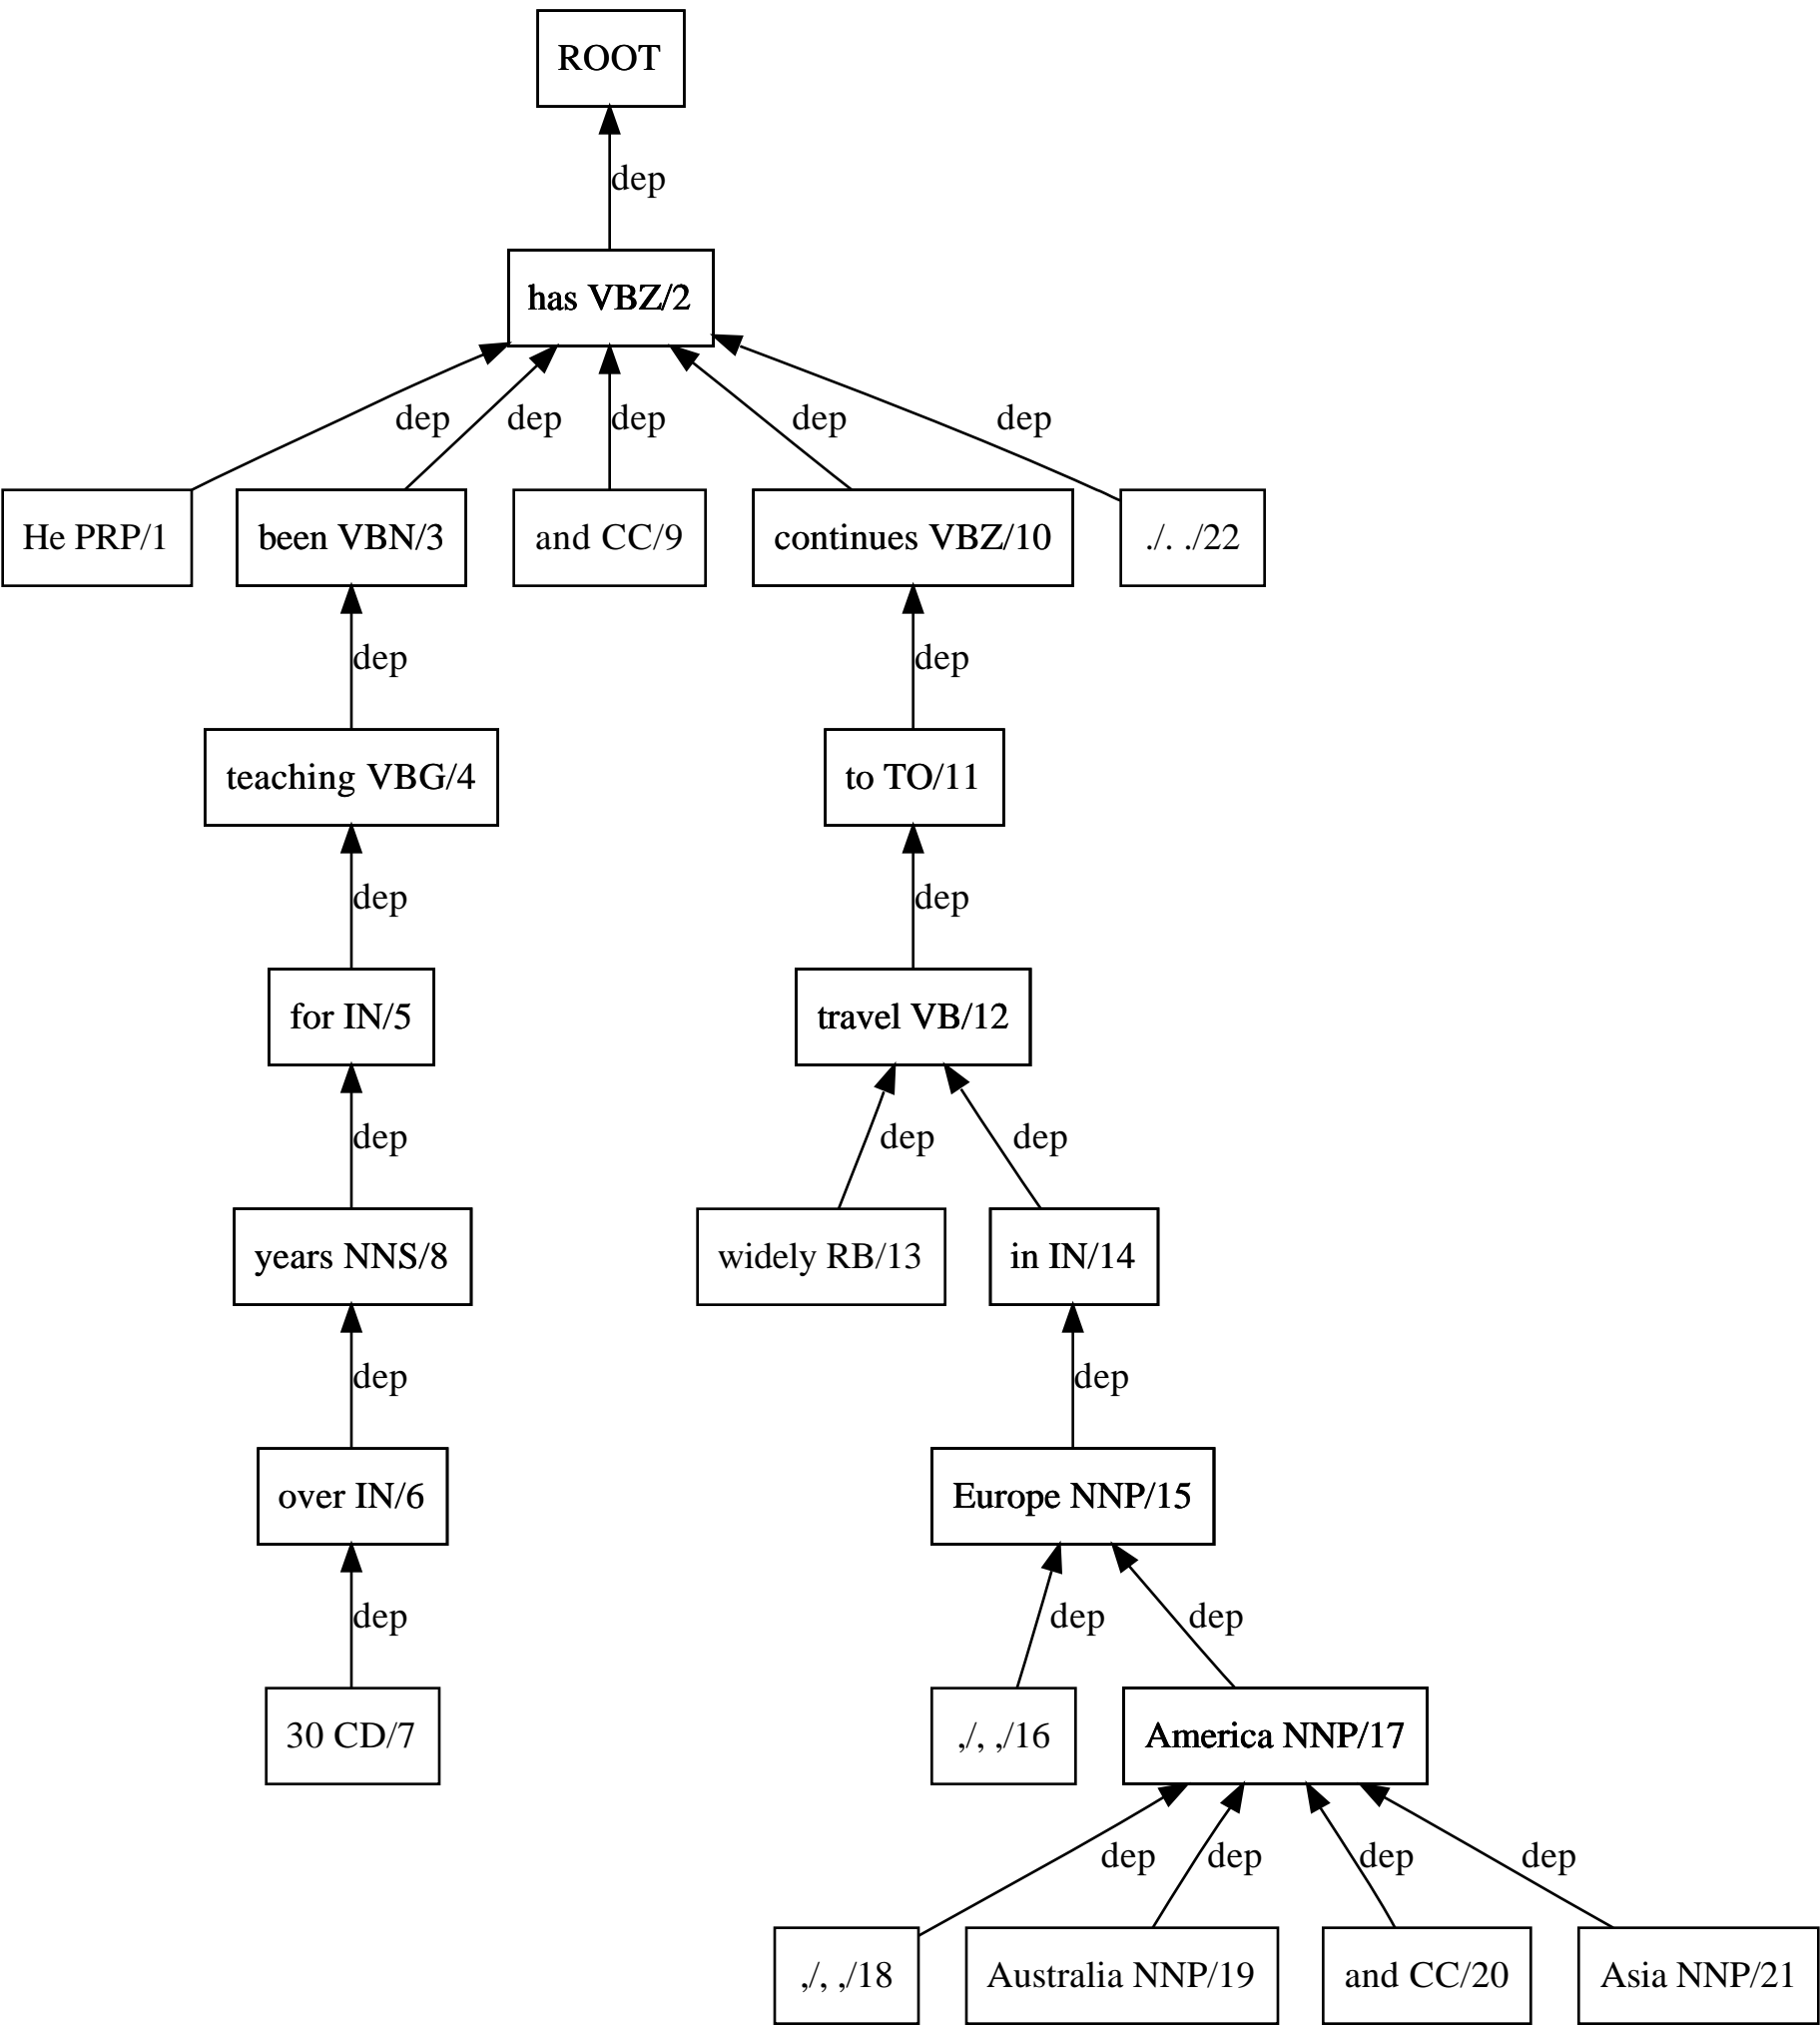 ROOT
dep
has VBZ/2
dep dep dep dep dep
He PRP/1 been VBN/3 and CC/9 continues VBZ/10 ./. ./22
dep dep
teaching VBG/4 to TO/11
dep dep
for IN/5 travel VB/12
dep dep dep
years NNS/8 widely RB/13 in IN/14
dep dep
over IN/6 Europe NNP/15
dep dep dep
30 CD/7 ,/, ,/16 America NNP/17
dep dep dep dep
,/, ,/18 Australia NNP/19 and CC/20 Asia NNP/21